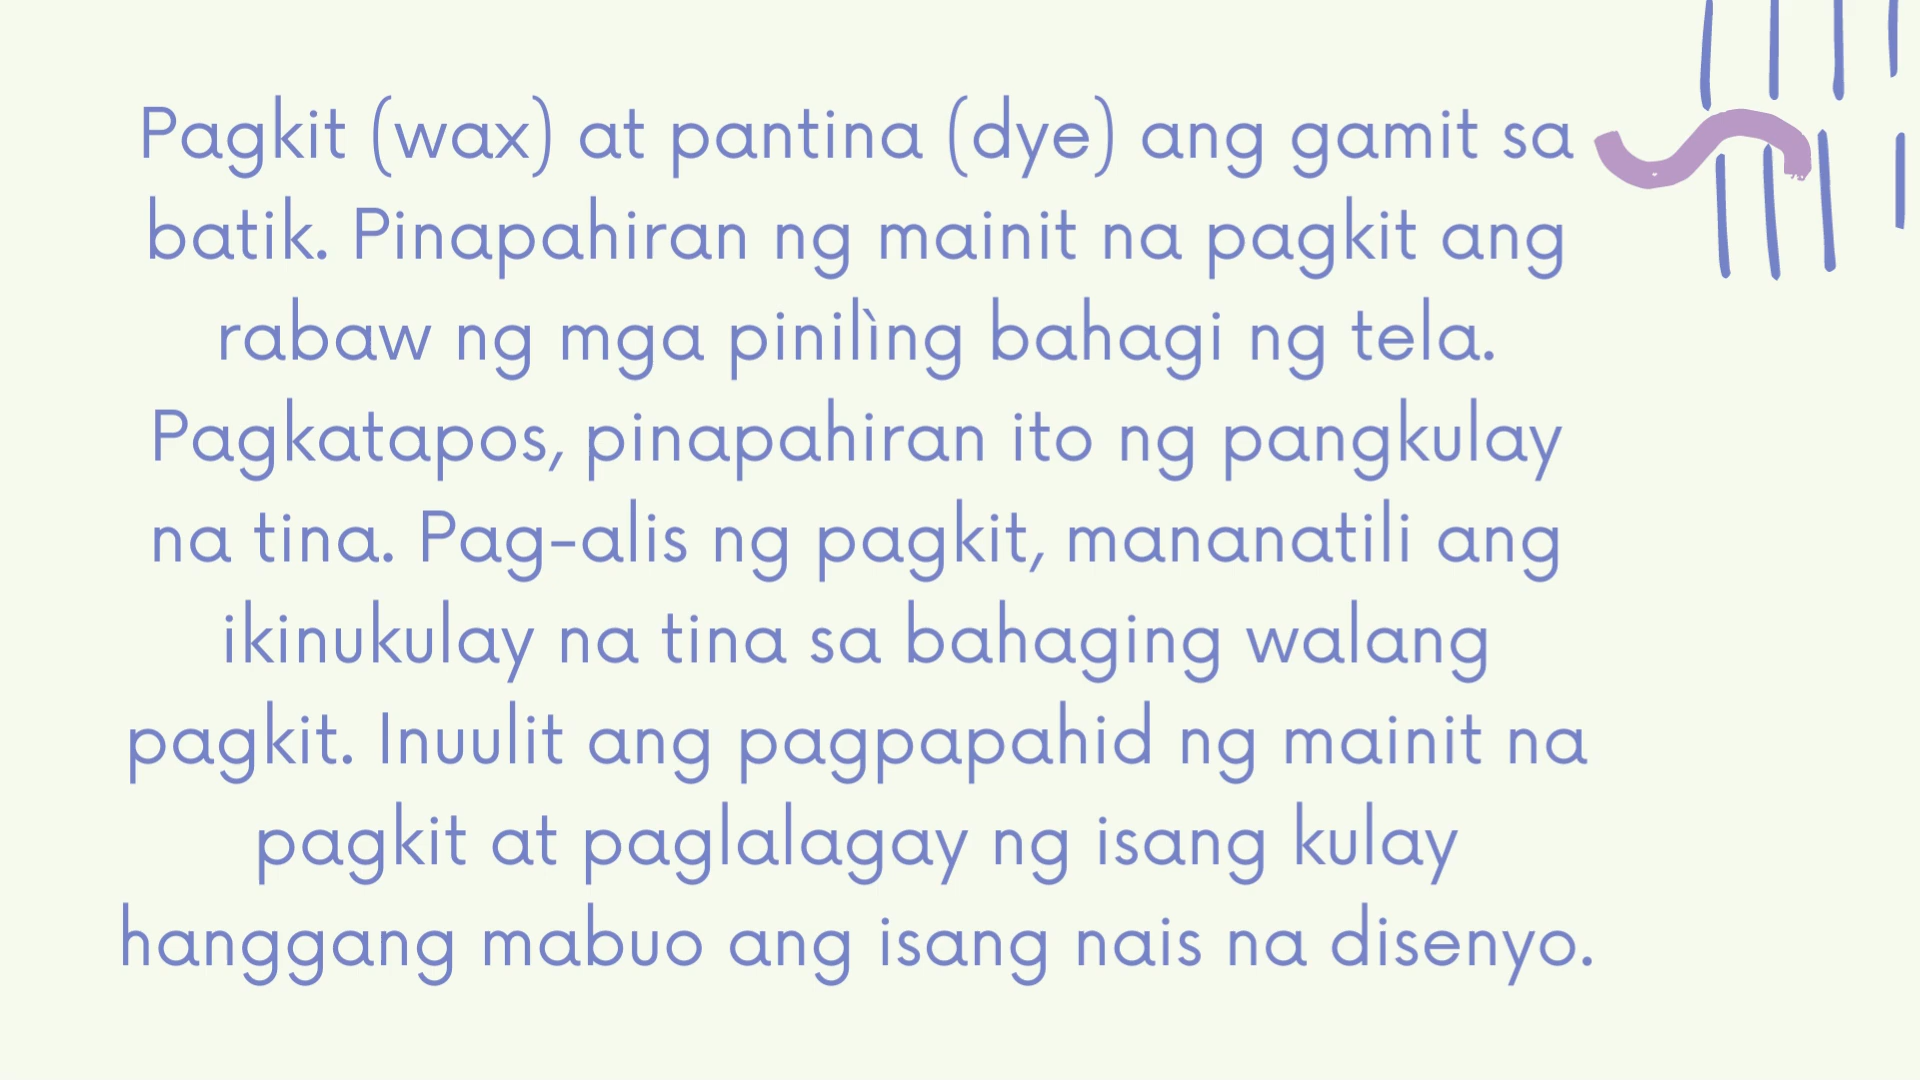 Pagkit (wax) at pantina (dye) ang gamit sa
batik. Pinapahiran ng mainit na pagkit ang
rabaw ng mga pinilìng bahagi ng tela.
Pagkatapos, pinapahiran ito ng pangkulay
na tina. Pag-alis ng pagkit, mananatili ang
ikinukulay na tina sa bahaging walang
pagkit. Inuulit ang pagpapahid ng mainit na
pagkit at paglalagay ng isang kulay
hanggang mabuo ang isang nais na disenyo.